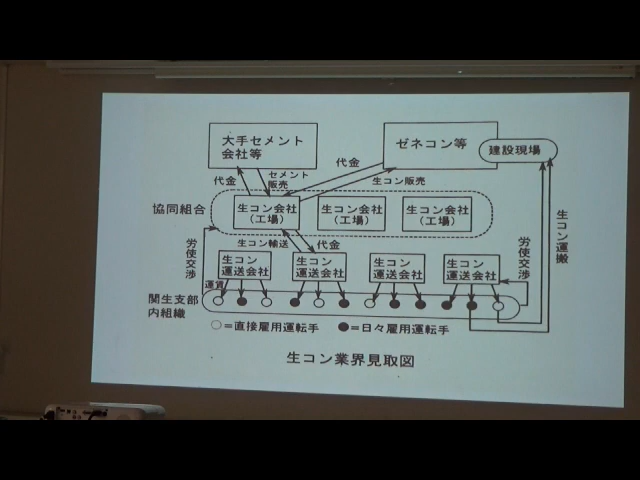 大手セメント
会社等
ゼネコン等
建設現場
代金
セメント
販売
代金
生コン販売
協同組合
生コン会社
(工場)
生コン会社
(工場)
生コン会社
(工場)
生コン輸送
代金
労使交渉
労使交渉
生コン運搬
生コン
運送会社
生コン
運送会社
生コン
運送会社
生コン
運送会社
運賃
関生支部
内組織
○=直接雇用運転手 ●=日々雇用運転手
生コン業界見取図